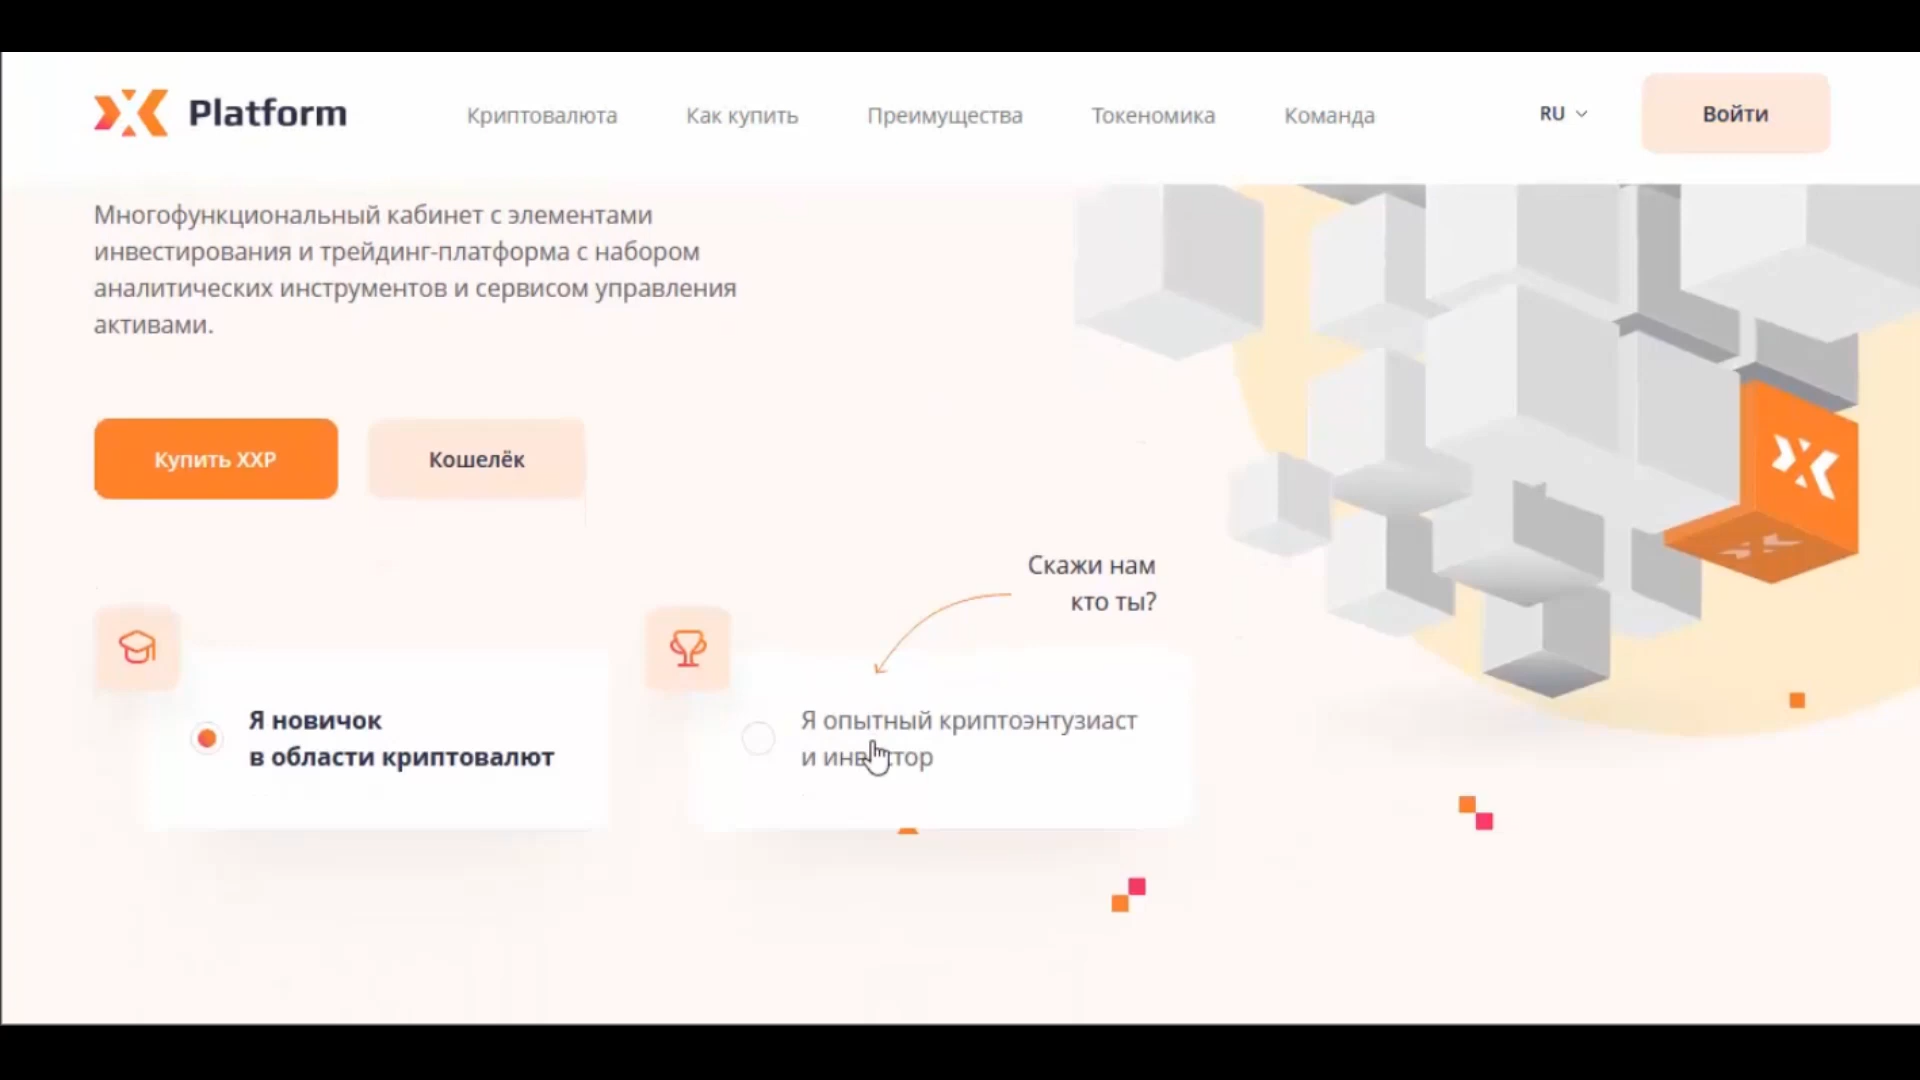 Platform
Криптовалюта
Как купить
Преимущества
Токеномика
Команда
RU
Войти
Многофункциональный кабинет с элементами
инвестирования и трейдинг-платформа с набором
аналитических инструментов и сервисом управления
активами.
Купить XXP
Кошелёк
Скажи нам
кто ты?
Я новичок
в области криптовалют
Я опытный криптоэнтузиаст
и инвестор